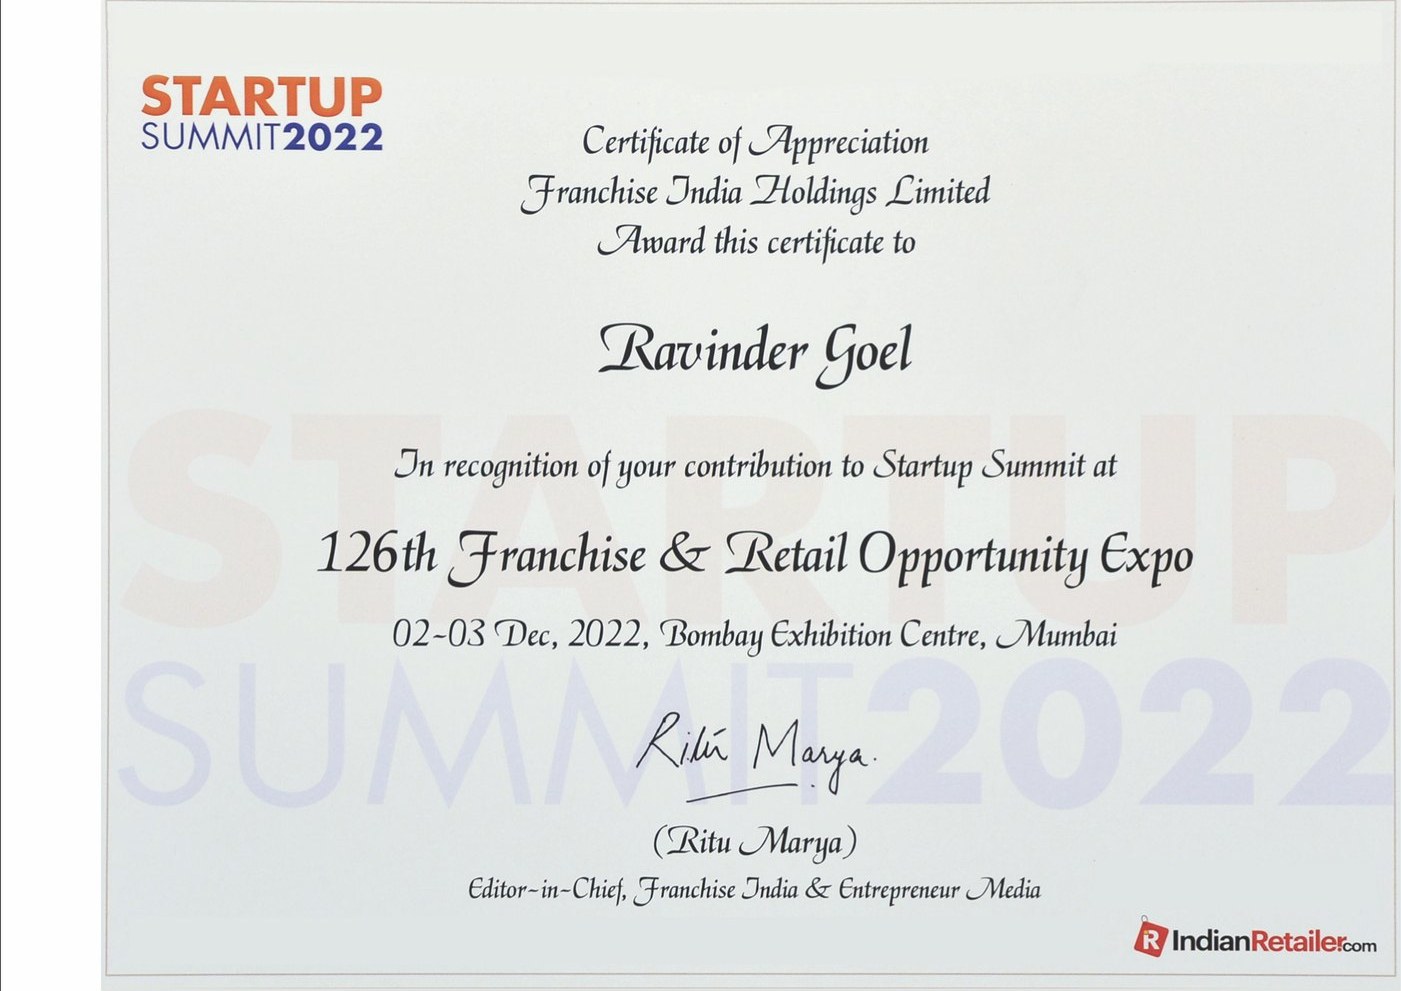 STARTUP
SUMMIT2022
Certificate of Appreciation
Franchise India Holdings Limited
Award this certificate to
Ravinder Goel
In recognition of your contribution to Startup Summit at
126th Franchise & Retail Opportunity Expo
02-03 Dec, 2022, Bombay Exhibition Centre, Mumbai
STARTUP
SUMMIT2022
Ritu Marya.
(Ritu Marya)
Editor-in-Chief, Franchise India & Entrepreneur Media
R IndianRetailer.com